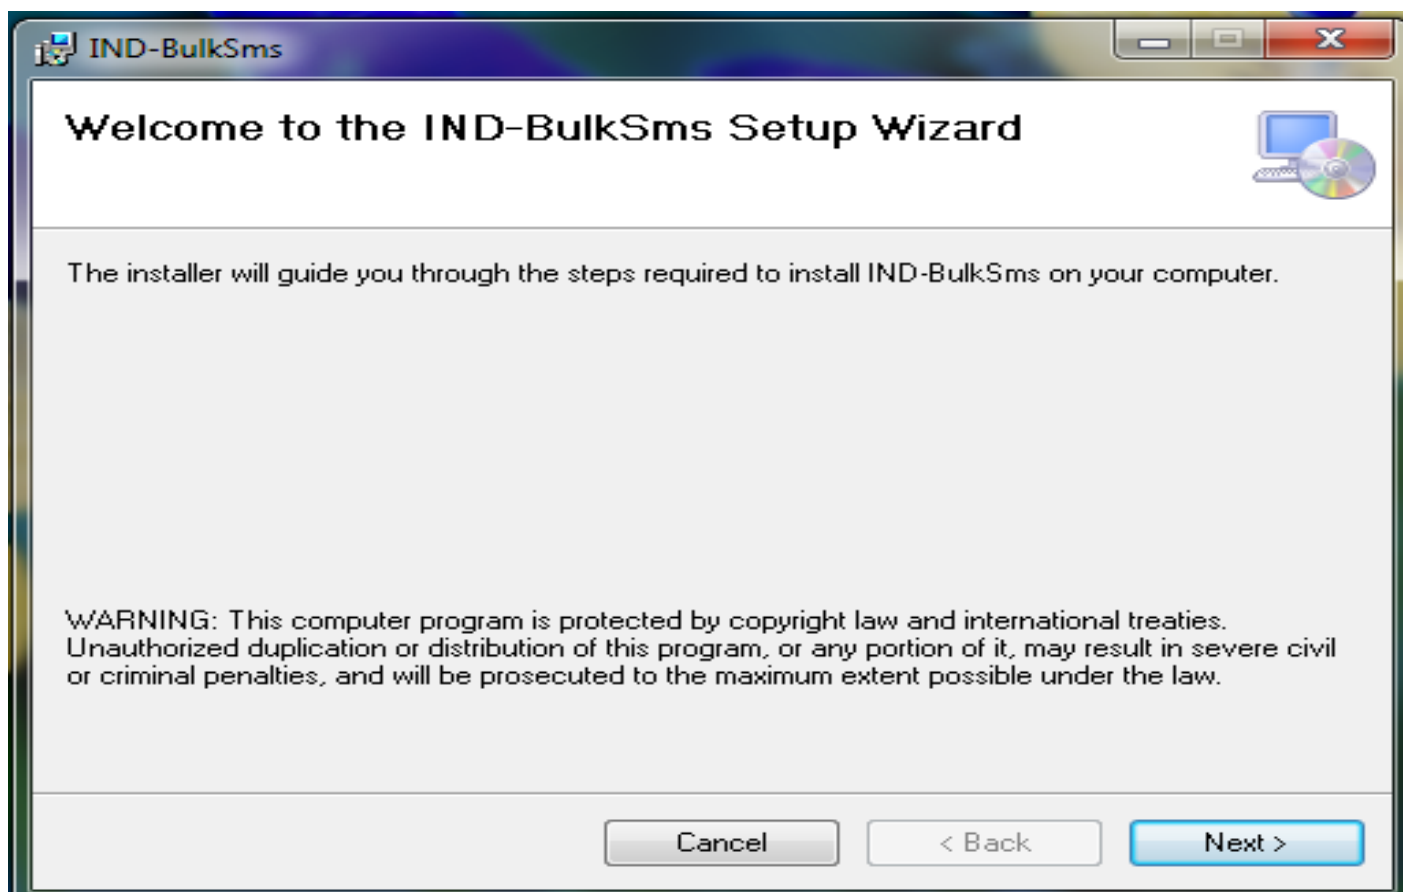 IND-BulkSms
Welcome to the IND-BulkSms Setup Wizard
The installer will guide you through the steps required to install IND-BulkSms on your computer.
WARNING: This computer program is protected by copyright law and international treaties.
Unauthorized duplication or distribution of this program, or any portion of it, may result in severe civil
or criminal penalties, and will be prosecuted to the maximum extent possible under the law.
Cancel
< Back
Next >